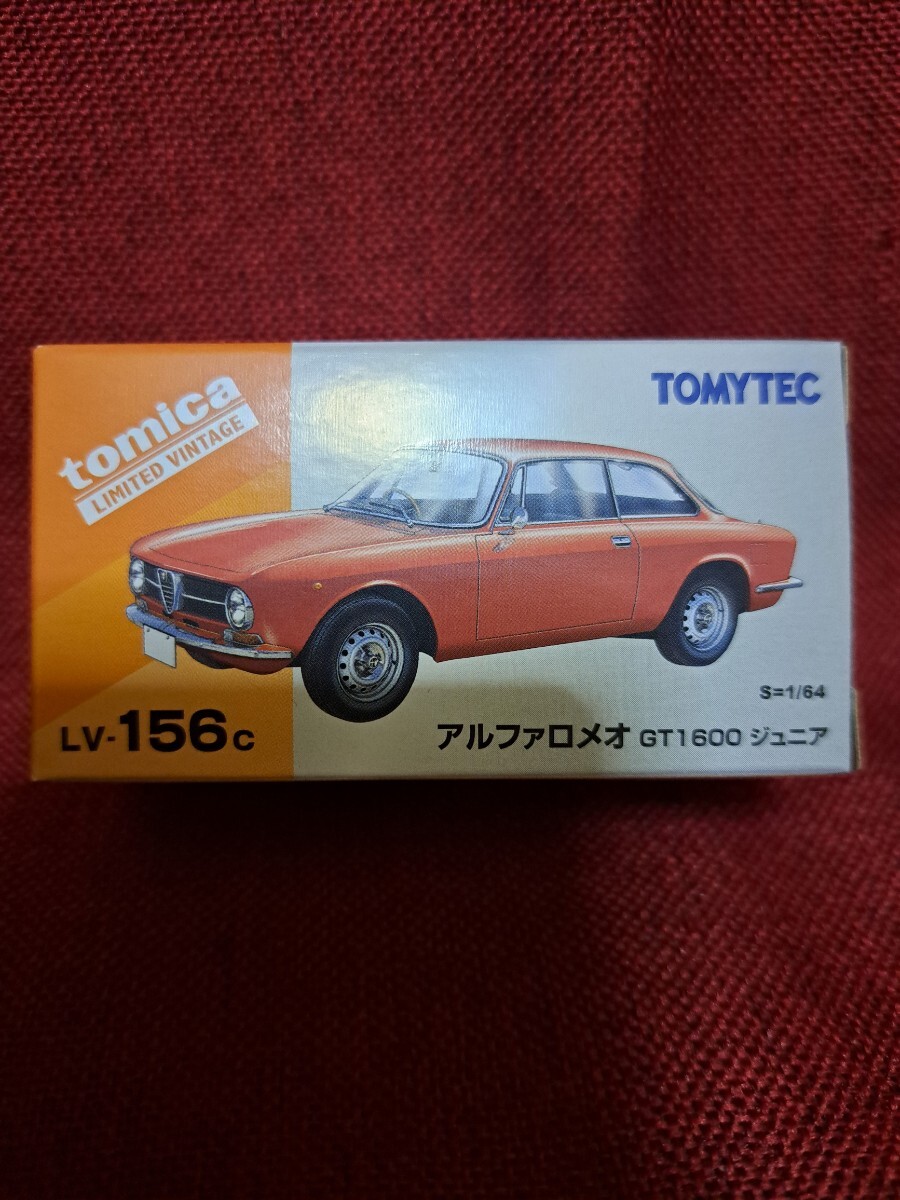 tomica
LIMITED VINTAGE
TOMYTEC
S=1/64
LV-156c
アルファロメオ GT1600 ジュニア